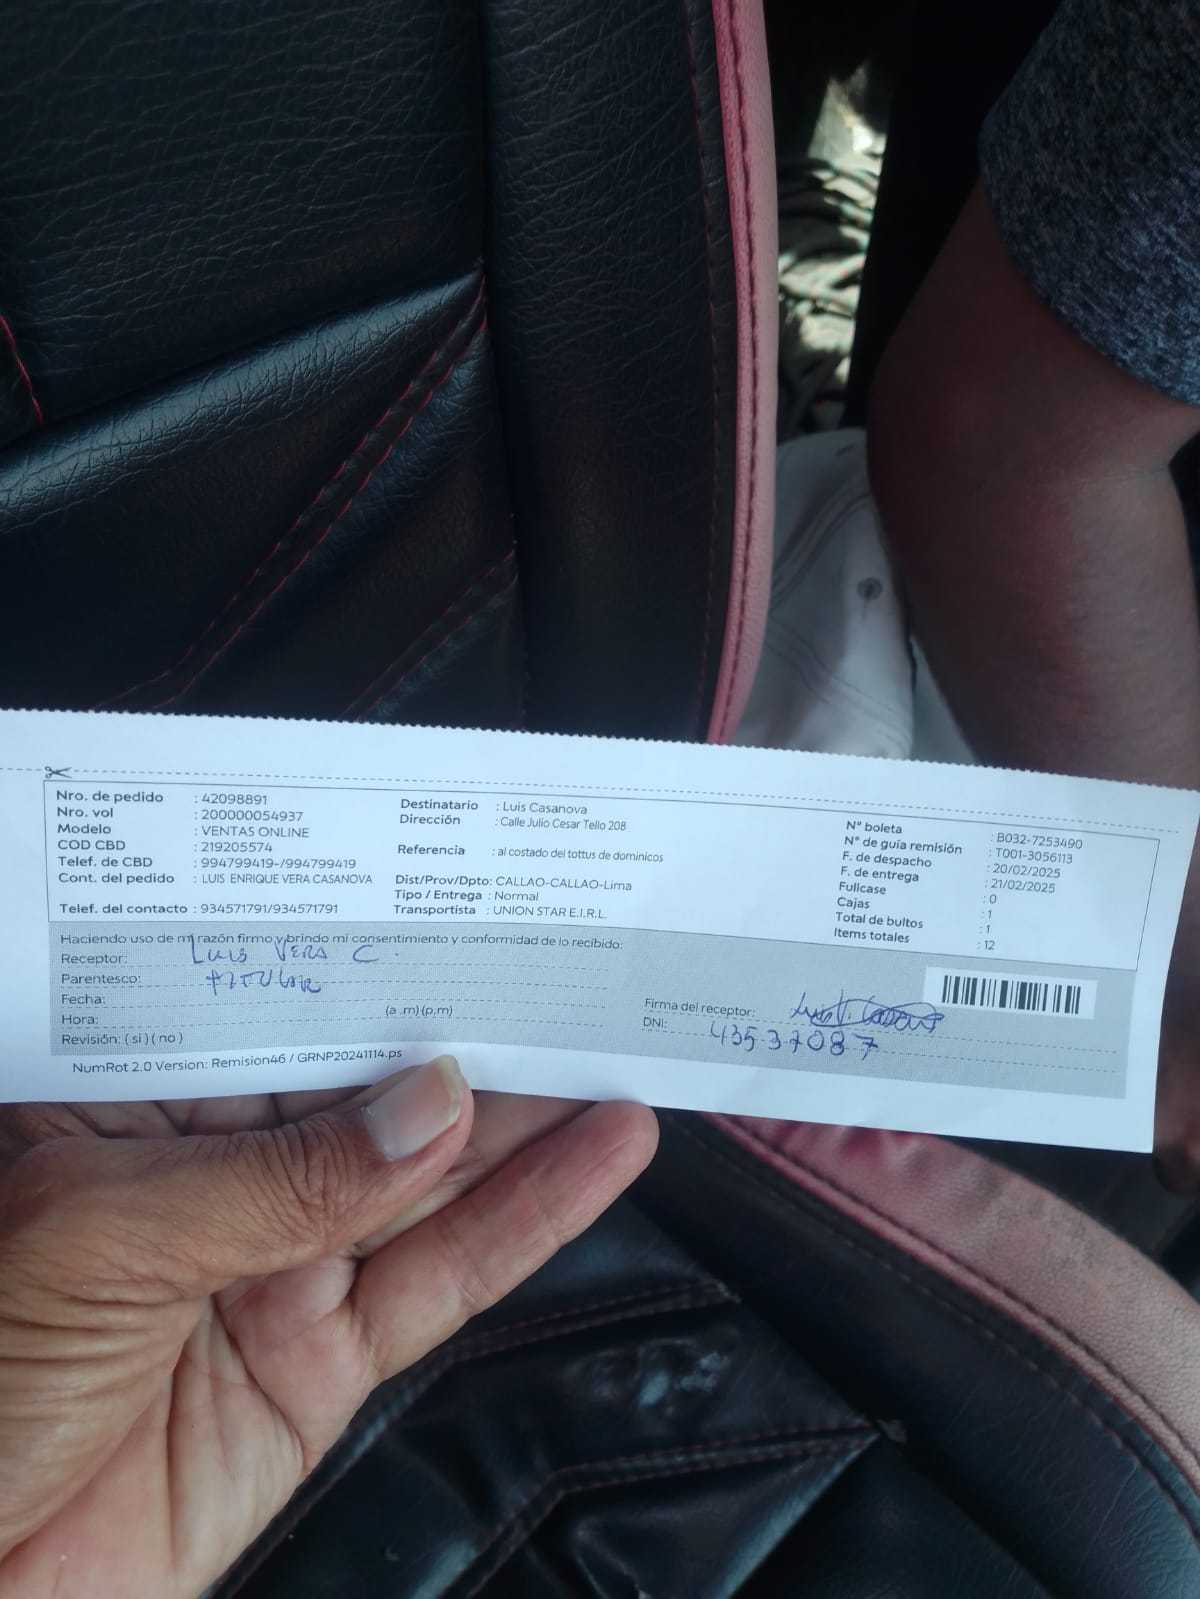 Nro. de pedido : 42098891
Nro. vol : 200000054937
Modelo : VENTAS ONLINE
COD CBD : 219205574
Telef. de CBD : 994799419-/994799419
Cont. del pedido : LUIS ENRIQUE VERA CASANOVA
Telef. del contacto : 934571791/934571791
Destinatario : Luis Casanova
Dirección : Calle Julio Cesar Tello 208
Referencia : al costado del tottus de dominicos
Dist/Prov/Dpto: CALLAO-CALLAO-Lima
Tipo / Entrega : Normal
Transportista : UNION STAR E.I.R.L.
N° boleta : B032-7253490
N° de guía remisión : T001-3056113
F. de despacho : 20/02/2025
F. de entrega : 21/02/2025
Fullcase : 0
Cajas : 1
Total de bultos : 1
Items totales : 12
Haciendo uso de mi razón firmo y brindo mi consentimiento y conformidad de lo recibido:
Receptor: Luis Vera C.
Parentesco: titular
Fecha:
Hora: (a .m) (p,m)
Revisión: ( si ) ( no )
Firma del receptor: Luis V. Casanova
DNI: 43537087
NumRot 2.0 Version: Remision46 / GRNP20241114.ps